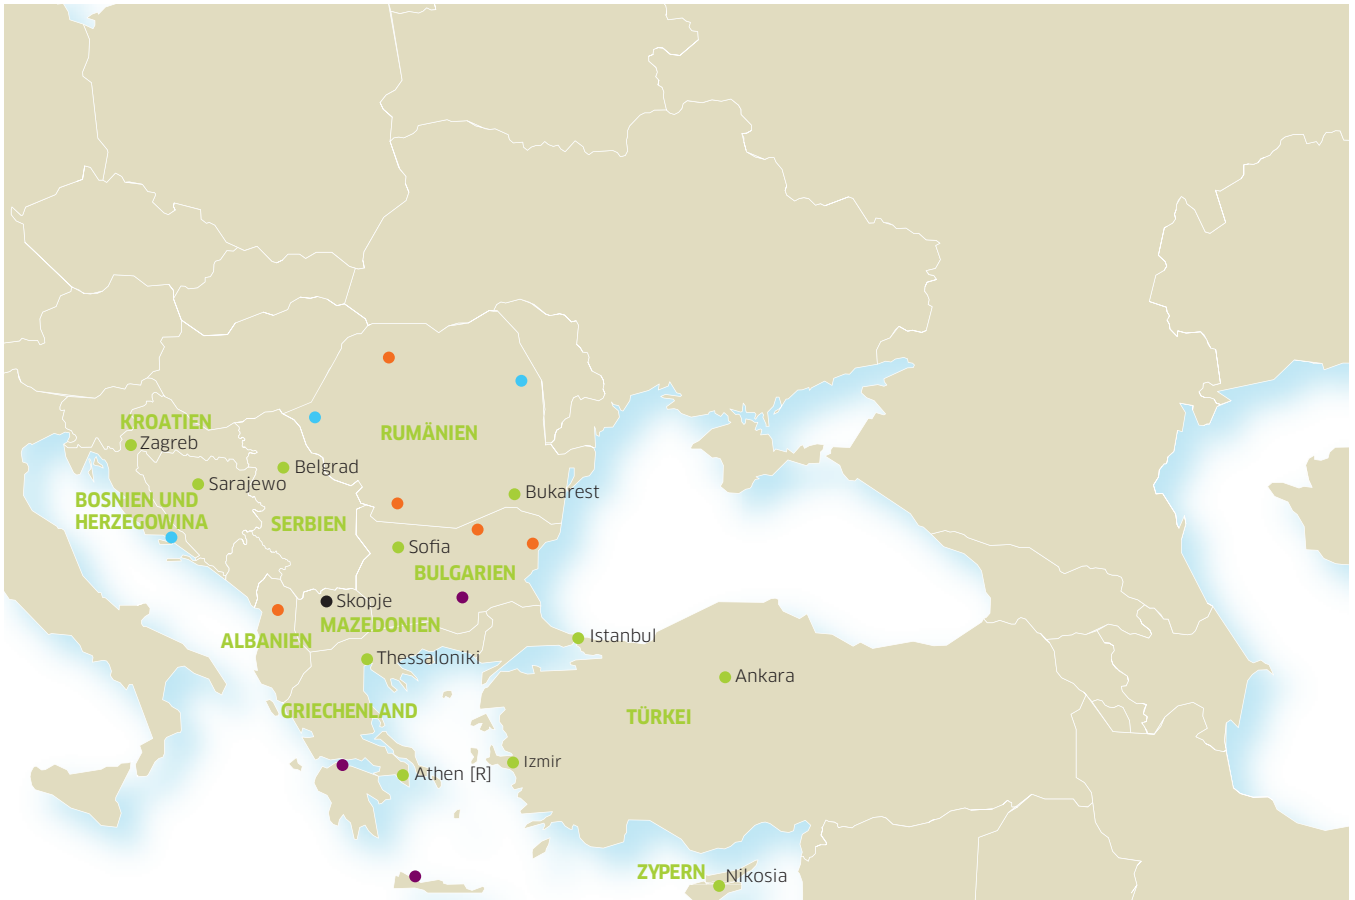 KROATIEN
Zagreb
RUMÄNIEN
Belgrad
Sarajewo
BOSNIEN UND
HERZEGOWINA
Bukarest
SERBIEN
Sofia
BULGARIEN
Skopje
MAZEDONIEN
ALBANIEN
Istanbul
Thessaloniki
Ankara
GRIECHENLAND
TÜRKEI
Izmir
Athen [R]
ZYPERN
Nikosia